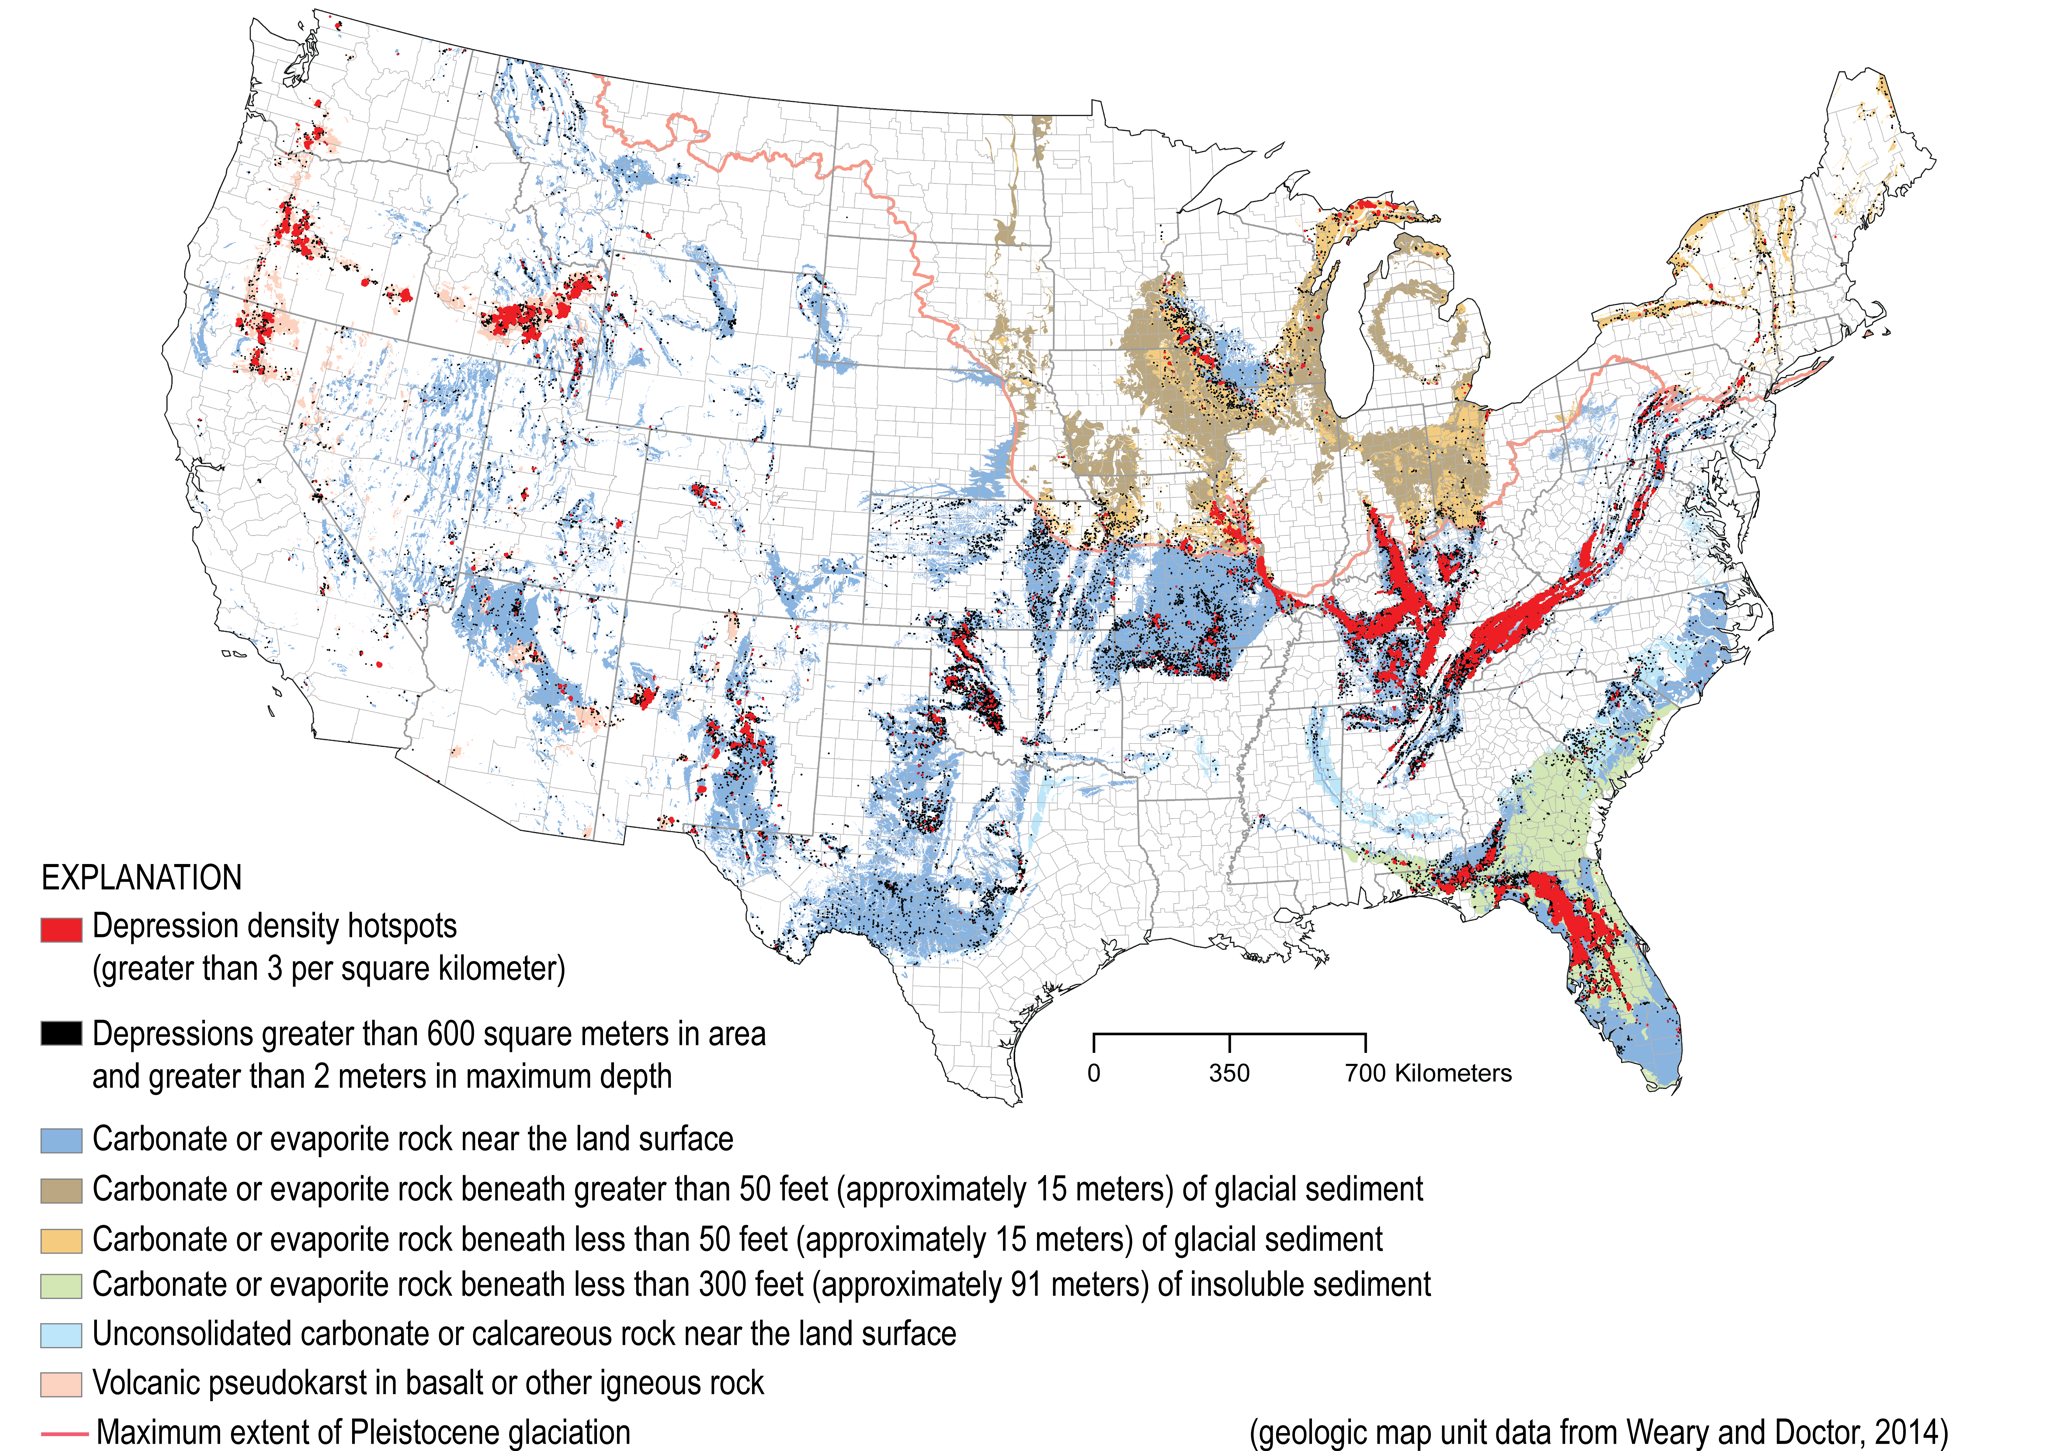 EXPLANATION
Depression density hotspots
(greater than 3 per square kilometer)
Depressions greater than 600 square meters in area
and greater than 2 meters in maximum depth
0 350 700 Kilometers
Carbonate or evaporite rock near the land surface
Carbonate or evaporite rock beneath greater than 50 feet (approximately 15 meters) of glacial sediment
Carbonate or evaporite rock beneath less than 50 feet (approximately 15 meters) of glacial sediment
Carbonate or evaporite rock beneath less than 300 feet (approximately 91 meters) of insoluble sediment
Unconsolidated carbonate or calcareous rock near the land surface
Volcanic pseudokarst in basalt or other igneous rock
Maximum extent of Pleistocene glaciation
(geologic map unit data from Weary and Doctor, 2014)